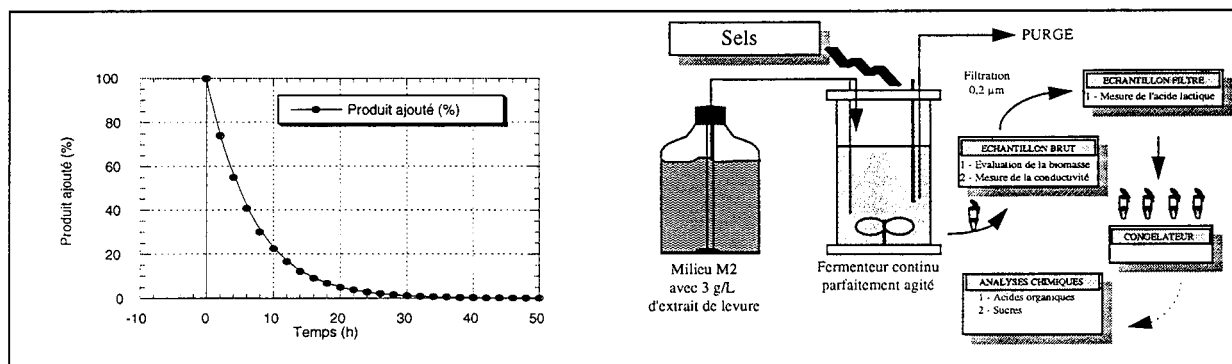 Produit ajouté (%)
100
80
60
40
20
0
-10
0
10
20
30
40
50
Temps (h)
Produit ajouté (%)
Sels
PURGE
Filtration
0,2 µm
ECHANTILLON FILTRE
1 - Mesure de l'acide lactique
ECHANTILLON BRUT
1 - Evaluation de la biomasse
2 - Mesure de la conductivité
CONGELATEUR
Milieu M2
avec 3 g/L
d'extrait de levure
Fermenteur continu
parfaitement agité
ANALYSES CHIMIQUES
1 - Acides organiques
2 - Sucres